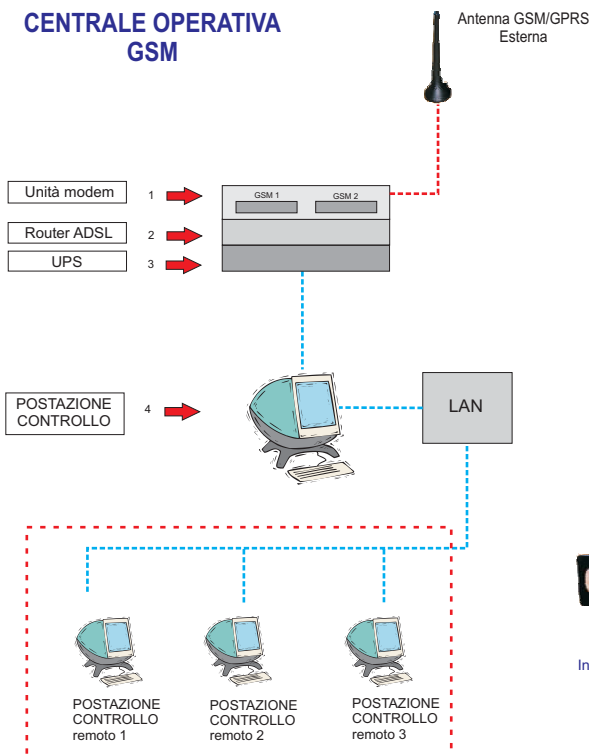 CENTRALE OPERATIVA
GSM
Antenna GSM/GPRS
Esterna
Unità modem
1
GSM 1
GSM 2
Router ADSL
2
UPS
3
POSTAZIONE
CONTROLLO
4
LAN
In
POSTAZIONE
CONTROLLO
remoto 1
POSTAZIONE
CONTROLLO
remoto 2
POSTAZIONE
CONTROLLO
remoto 3